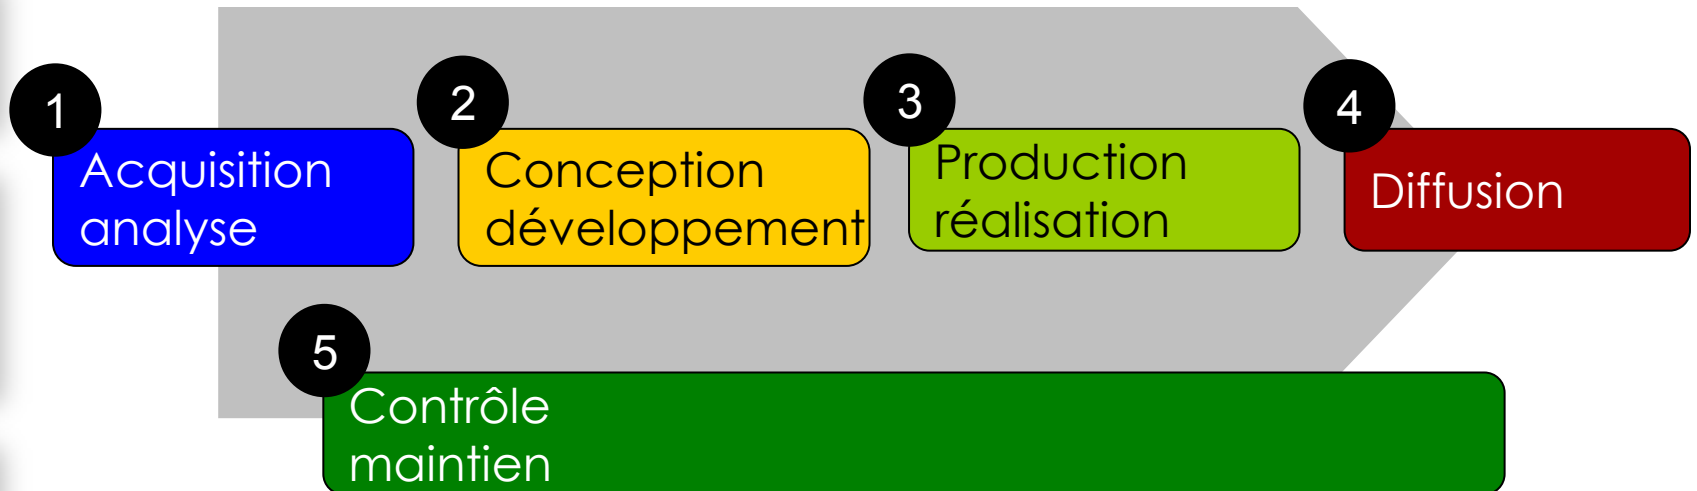 1
Acquisition
analyse
2
Conception
développement
3
Production
réalisation
4
Diffusion
5
Contrôle
maintien